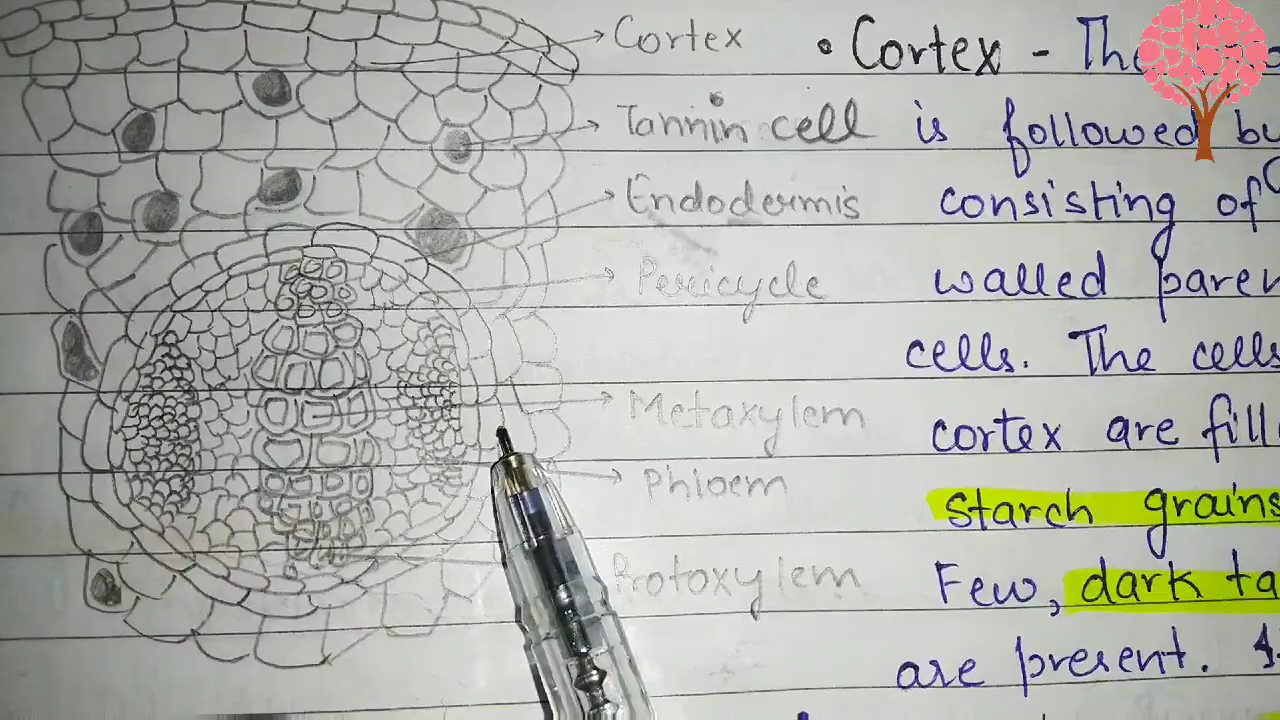 Cortex
Tannin cell
Endodermis
Pericycle
Metaxylem
Phloem
Protoxylem
• Cortex - The
is followed by
consisting of
walled paren
cells. The cells
cortex are fill
starch grains
Few, dark ta
are present.